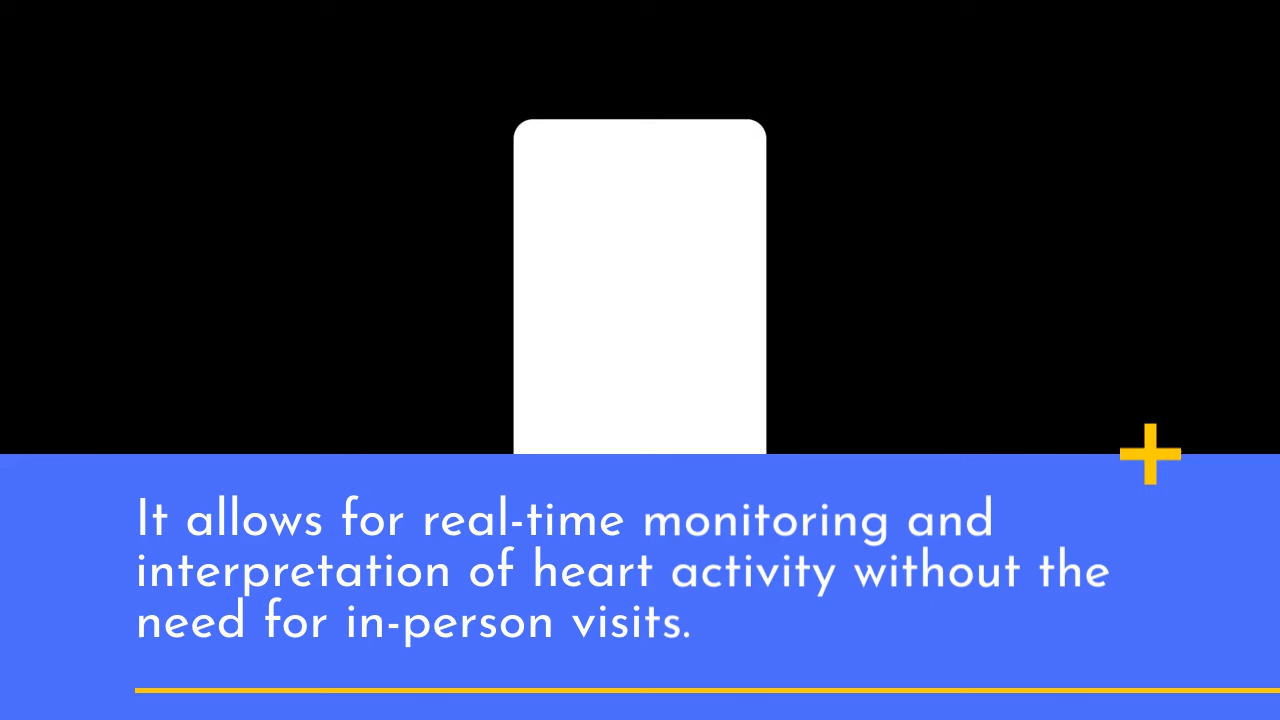 It allows for real-time monitoring and
interpretation of heart activity without the
need for in-person visits.